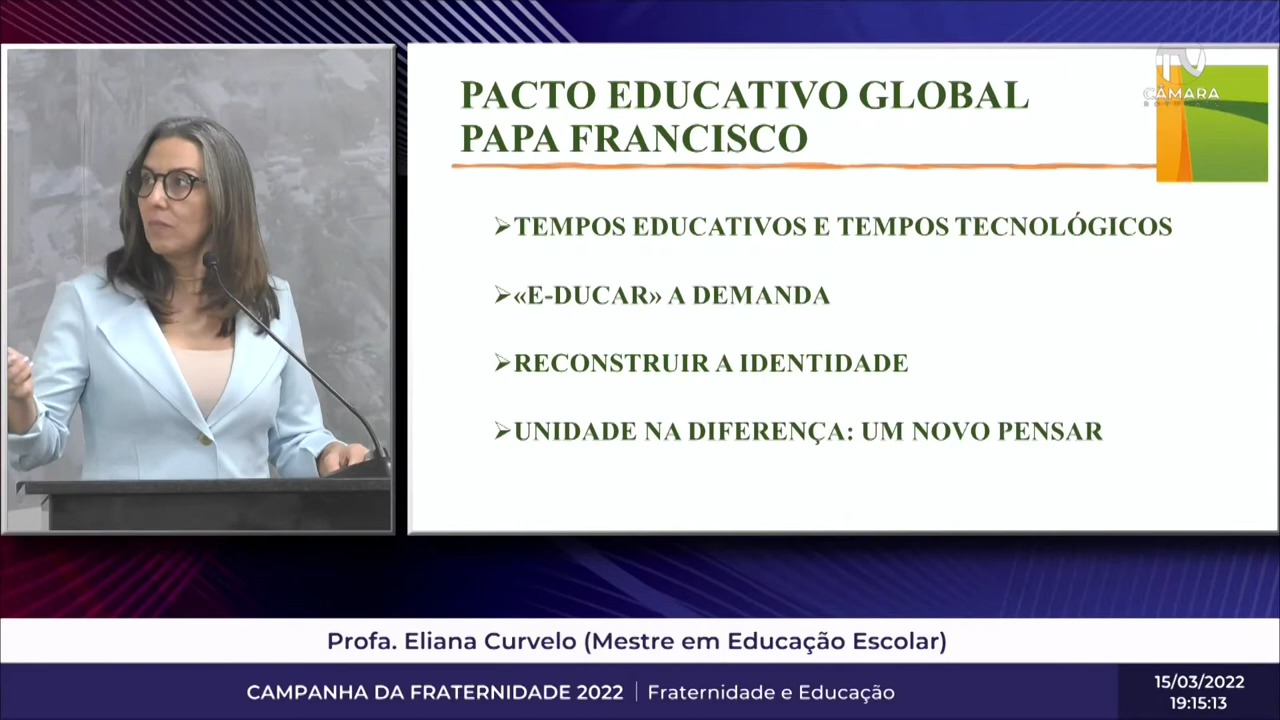 TV
CÂMARA
BOTUCATU
PACTO EDUCATIVO GLOBAL
PAPA FRANCISCO
➢TEMPOS EDUCATIVOS E TEMPOS TECNOLÓGICOS
➢«E-DUCAR» A DEMANDA
➢RECONSTRUIR A IDENTIDADE
➢UNIDADE NA DIFERENÇA: UM NOVO PENSAR
Profa. Eliana Curvelo (Mestre em Educação Escolar)
CAMPANHA DA FRATERNIDADE 2022 | Fraternidade e Educação
15/03/2022
19:15:13